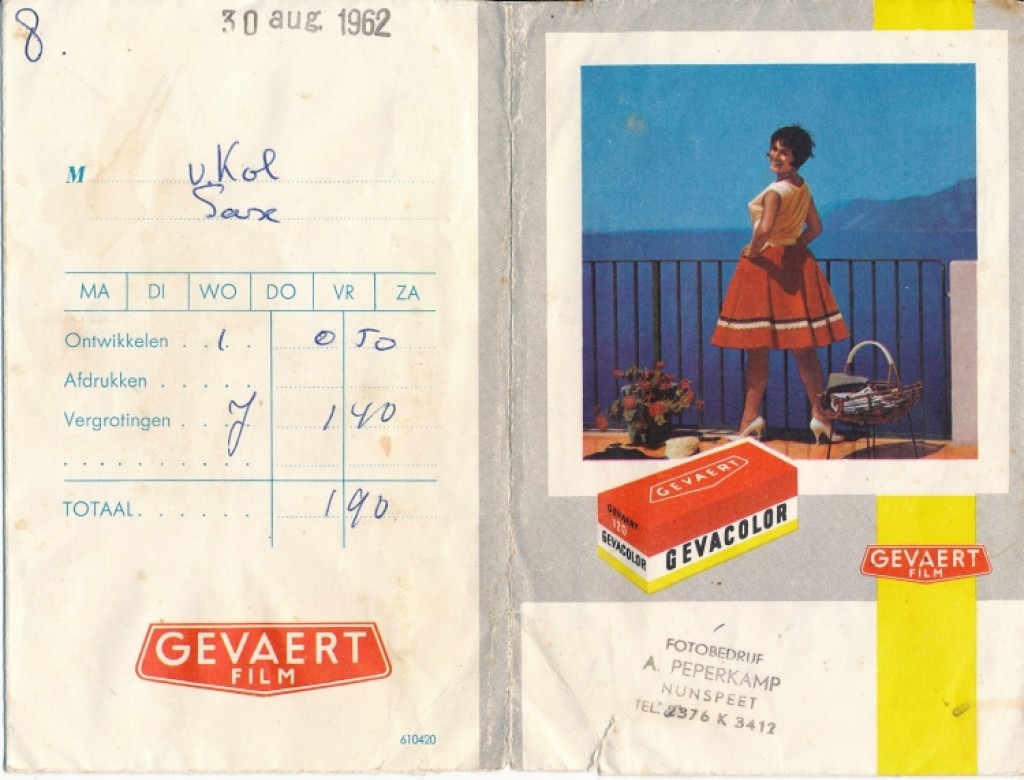 8.
30 aug. 1962
M v. Kol
MA DI WO DO VR ZA
Ontwikkelen . . 1 . . 0 50
Afdrukken . . . . .
Vergrotingen . . 7 1 40
TOTAAL . . . . . . 1 90
GEVAERT
FILM
610420
GEVAERT
GEVAERT
120
GEVACOLOR
GEVACOLOR
GEVAERT
FILM
FOTOBEDRIJF
A. PEPERKAMP
NUNSPEET
TEL. 2376 K 3412